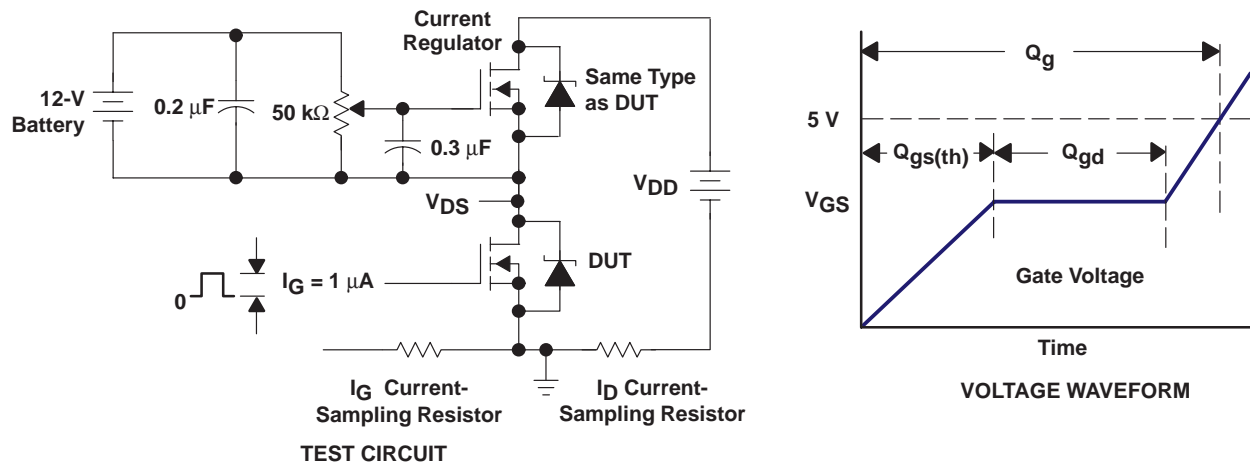 Current
Regulator
12-V
Battery
0.2 µF
50 kΩ
0.3 µF
Same Type
as DUT
VDD
VDS
DUT
0
IG = 1 µA
IG Current-
Sampling Resistor
ID Current-
Sampling Resistor
TEST CIRCUIT
Qg
5 V
Qgs(th)
Qgd
VGS
Gate Voltage
Time
VOLTAGE WAVEFORM